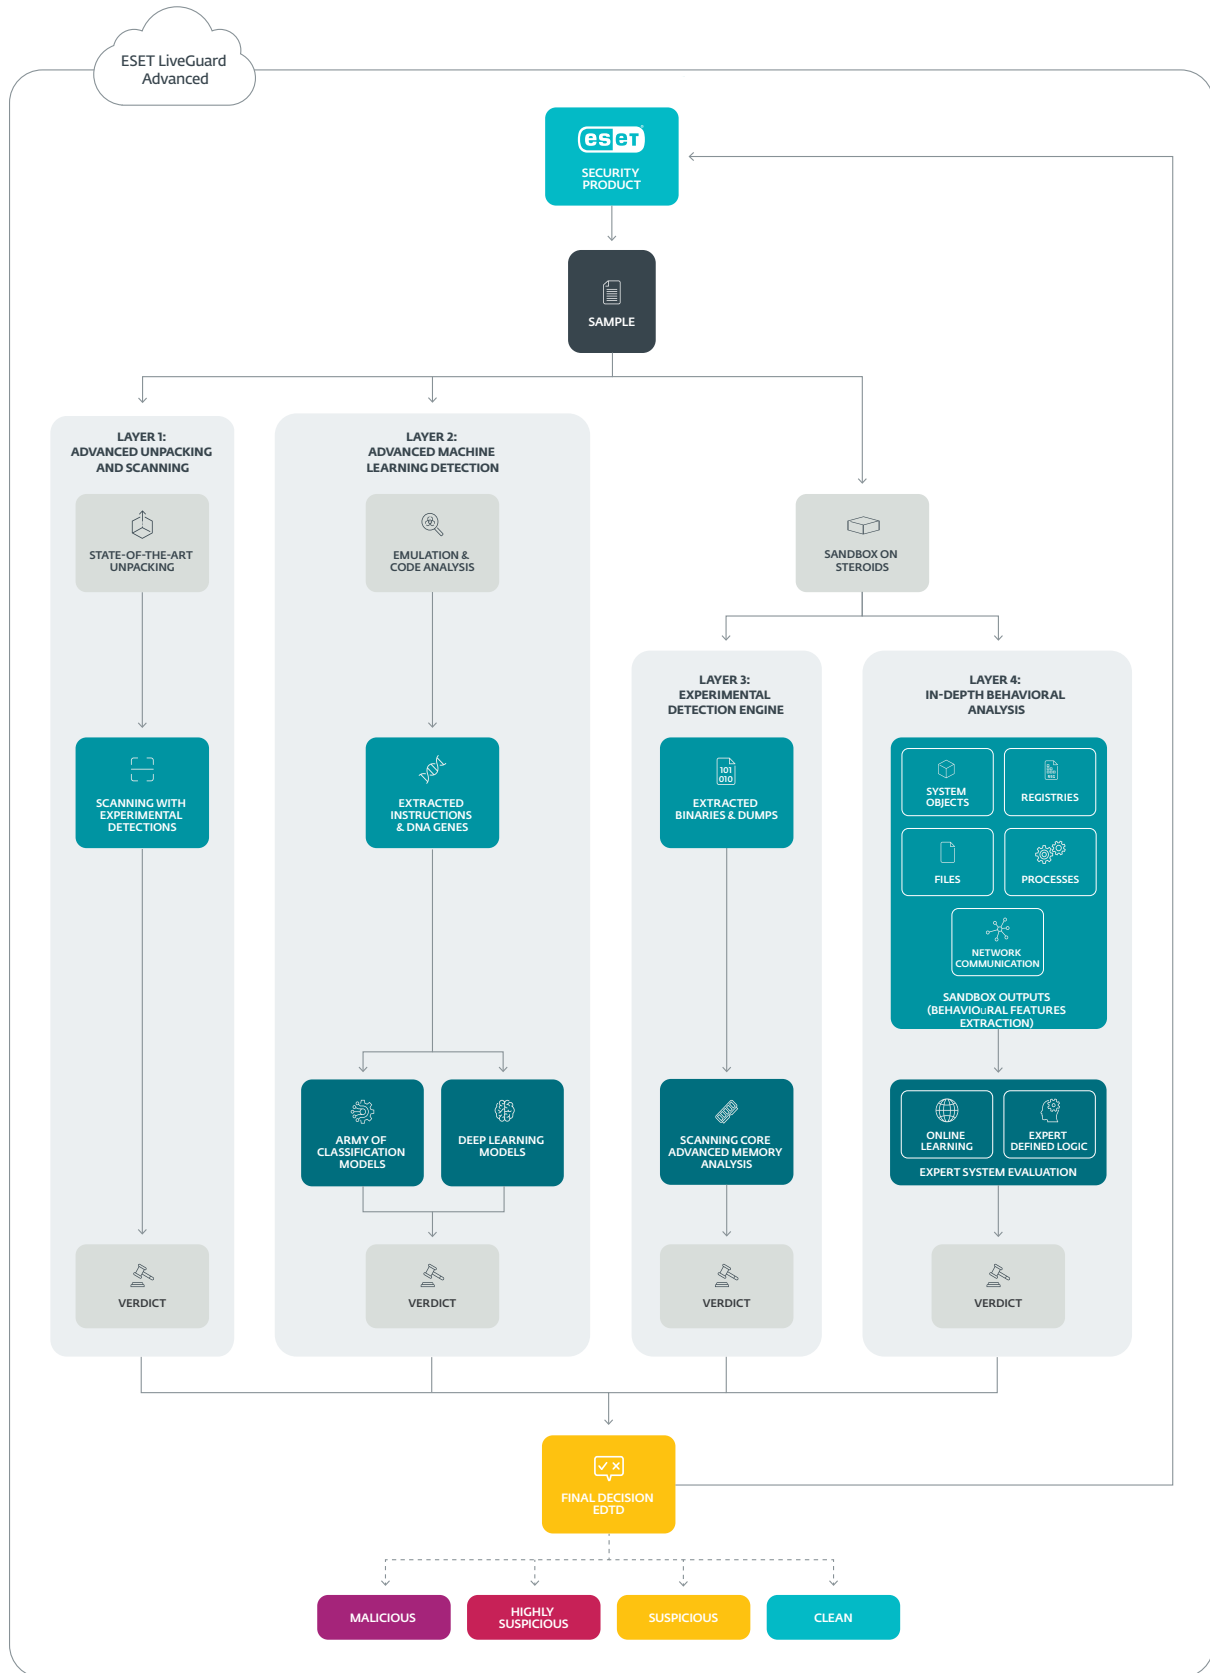 ESET LiveGuard
Advanced
eset
SECURITY
PRODUCT
SAMPLE
LAYER 1:
ADVANCED UNPACKING
AND SCANNING
STATE-OF-THE-ART
UNPACKING
SCANNING WITH
EXPERIMENTAL
DETECTIONS
VERDICT
LAYER 2:
ADVANCED MACHINE
LEARNING DETECTION
EMULATION &
CODE ANALYSIS
EXTRACTED
INSTRUCTIONS
& DNA GENES
ARMY OF
CLASSIFICATION
MODELS
DEEP LEARNING
MODELS
VERDICT
SANDBOX ON
STEROIDS
LAYER 3:
EXPERIMENTAL
DETECTION ENGINE
101
010
EXTRACTED
BINARIES & DUMPS
SCANNING CORE
ADVANCED MEMORY
ANALYSIS
VERDICT
LAYER 4:
IN-DEPTH BEHAVIORAL
ANALYSIS
SYSTEM
OBJECTS
REGISTRIES
FILES
PROCESSES
NETWORK
COMMUNICATION
SANDBOX OUTPUTS
(BEHAVIOuRAL FEATURES
EXTRACTION)
ONLINE
LEARNING
EXPERT
DEFINED LOGIC
EXPERT SYSTEM EVALUATION
VERDICT
FINAL DECISION
EDTD
MALICIOUS
HIGHLY
SUSPICIOUS
SUSPICIOUS
CLEAN